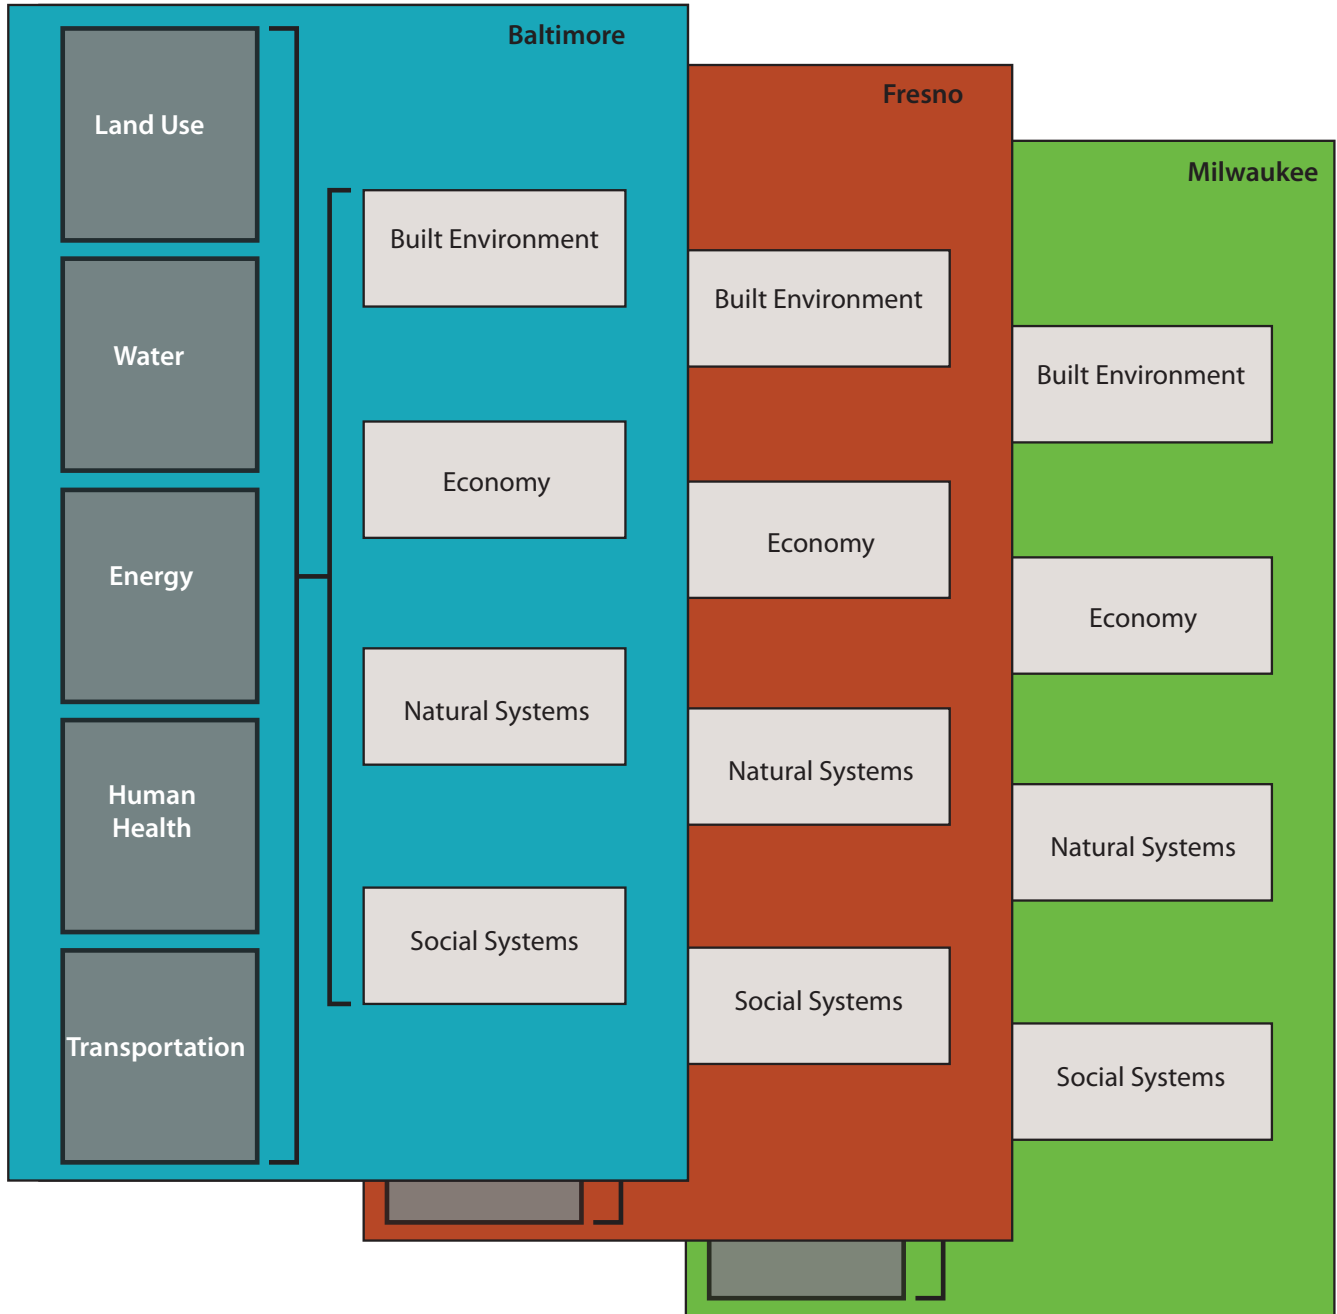 Baltimore
Land Use
Water
Energy
Human
Health
Transportation
Built Environment
Economy
Natural Systems
Social Systems
Fresno
Built Environment
Economy
Natural Systems
Social Systems
Milwaukee
Built Environment
Economy
Natural Systems
Social Systems